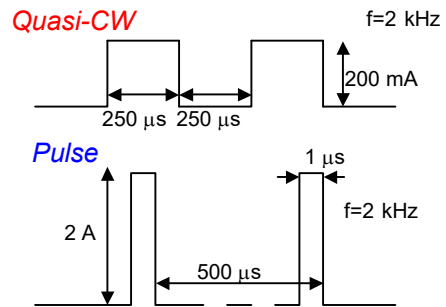 Quasi-CW
f=2 kHz
200 mA
250 μs 250 μs
Pulse
1 μs
2 A
f=2 kHz
500 μs